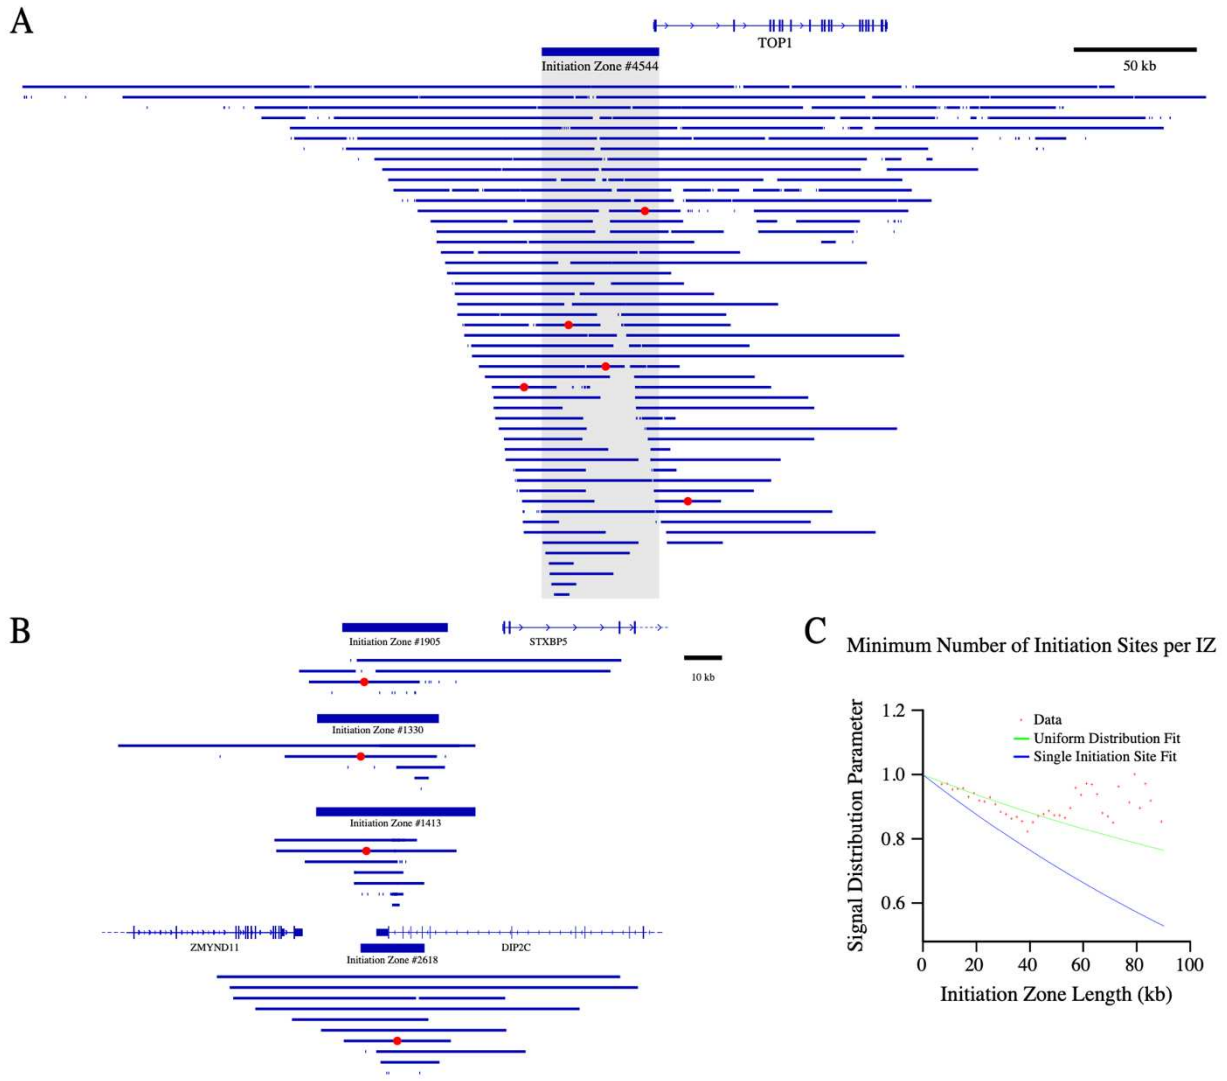 A
TOP1
Initiation Zone #4544
50 kb
B
Initiation Zone #1905
STXBP5
10 kb
Initiation Zone #1330
Initiation Zone #1413
ZMYND11
DIP2C
Initiation Zone #2618
C
Minimum Number of Initiation Sites per IZ
Signal Distribution Parameter
1.2
1.0
0.8
0.6
Data
Uniform Distribution Fit
Single Initiation Site Fit
0 20 40 60 80 100
Initiation Zone Length (kb)